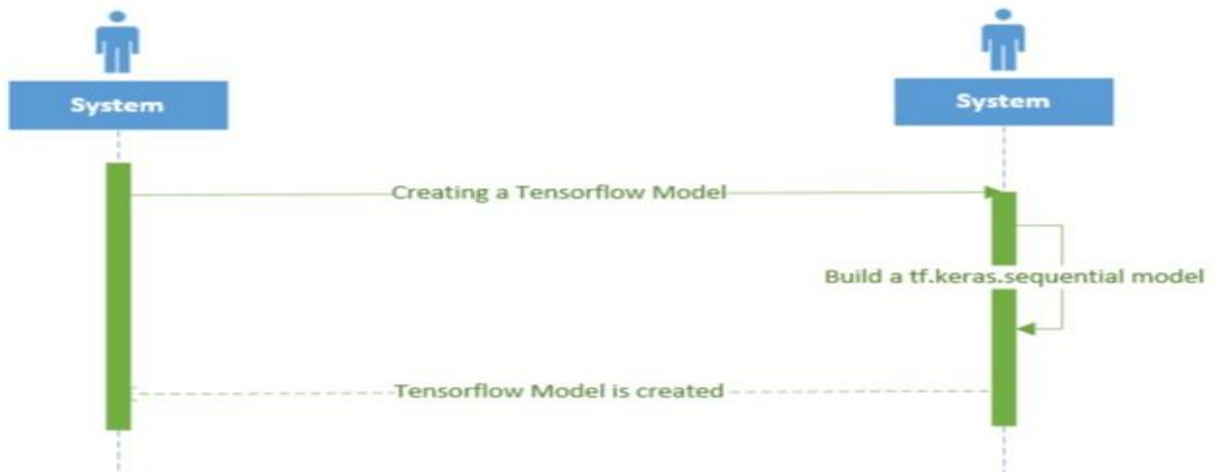 System
System
Creating a Tensorflow Model
Build a tf.keras.sequential model
Tensorflow Model is created